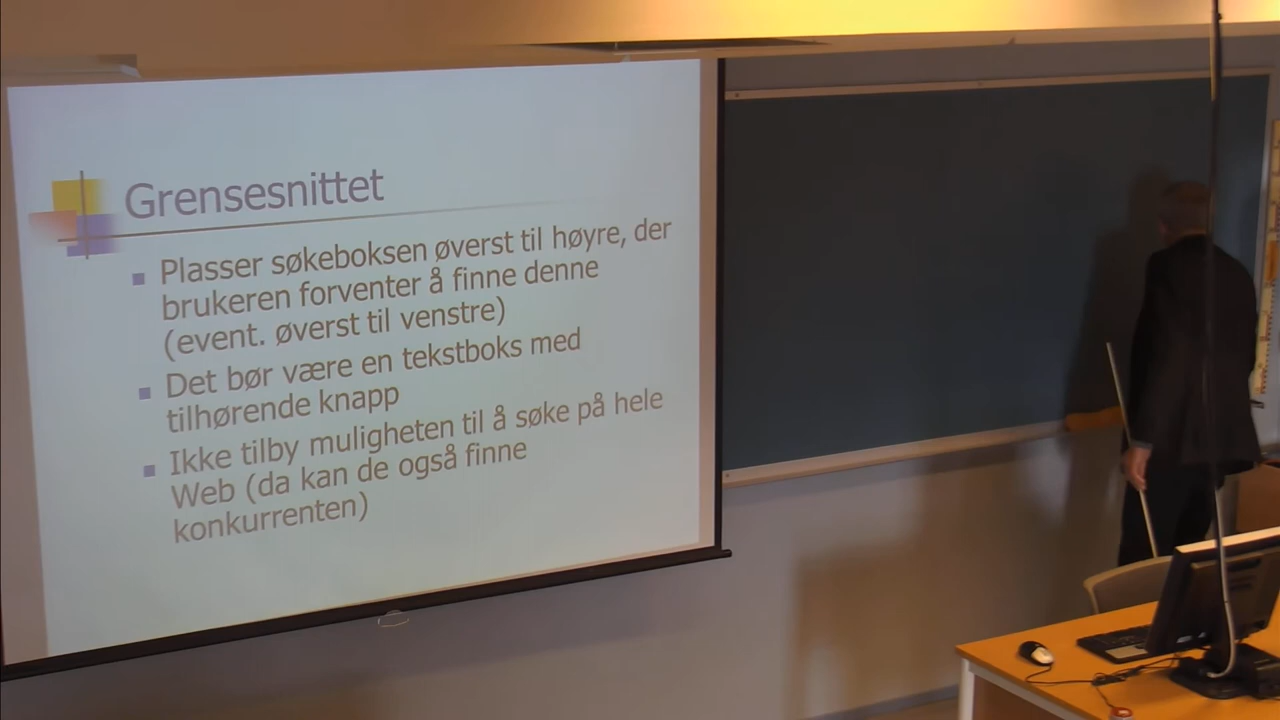 Grensesnittet
Plasser søkeboksen øverst til høyre, der
brukeren forventer å finne denne
(event. øverst til venstre)
Det bør være en tekstboks med
tilhørende knapp
Ikke tilby muligheten til å søke på hele
Web (da kan de også finne
konkurrenten)